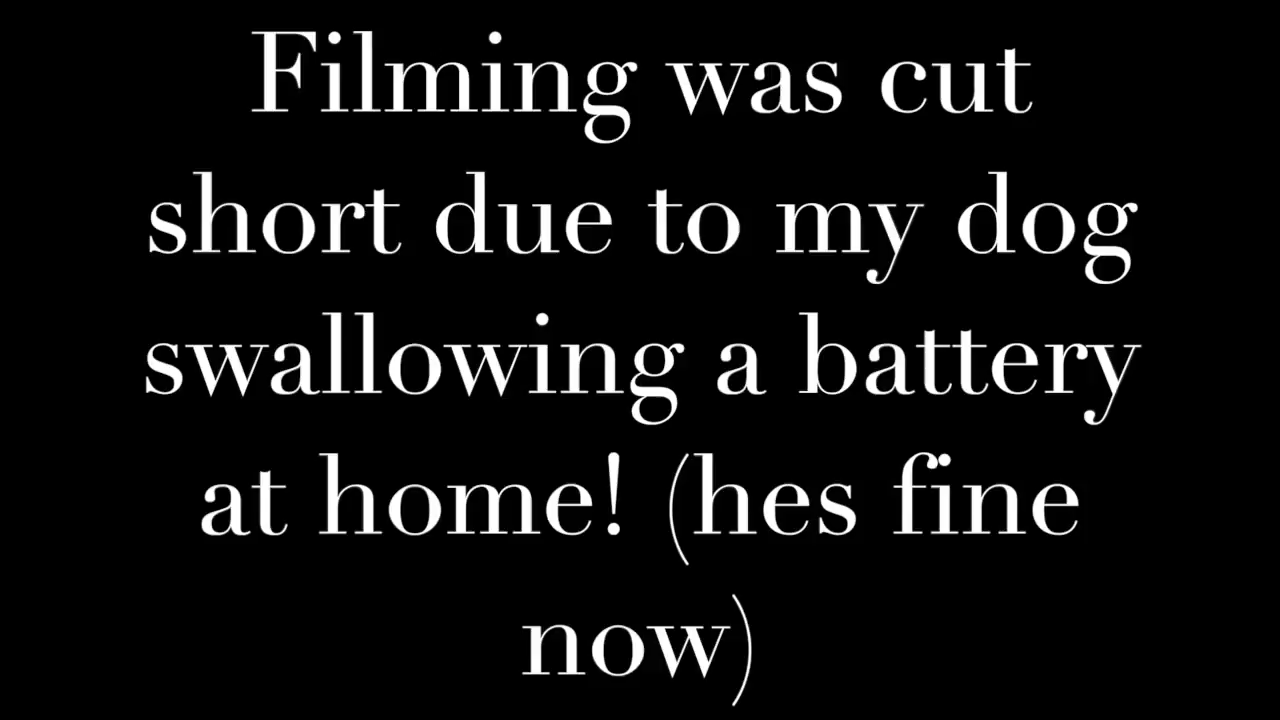 Filming was cut
short due to my dog
swallowing a battery
at home! (hes fine
now)